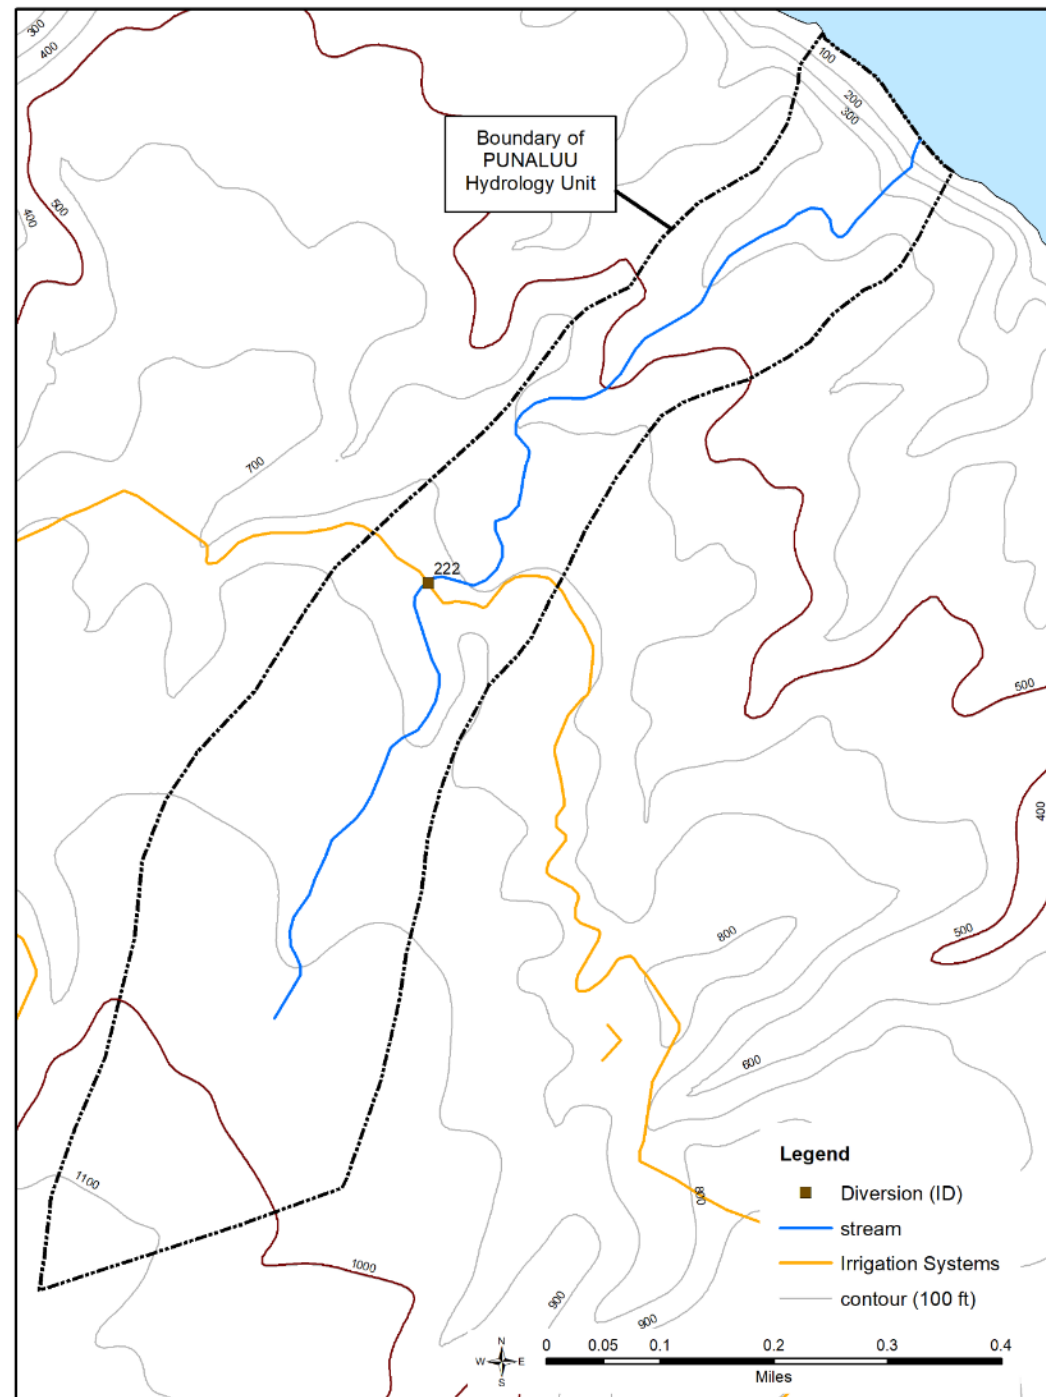 300
400
100
200
300
Boundary of
PUNALUU
Hydrology Unit
500
400
700
222
500
400
800
500
600
1100
800
1000
900
900
Legend
Diversion (ID)
stream
Irrigation Systems
contour (100 ft)
N
W E
S
0 0.05 0.1 0.2 0.3 0.4
Miles